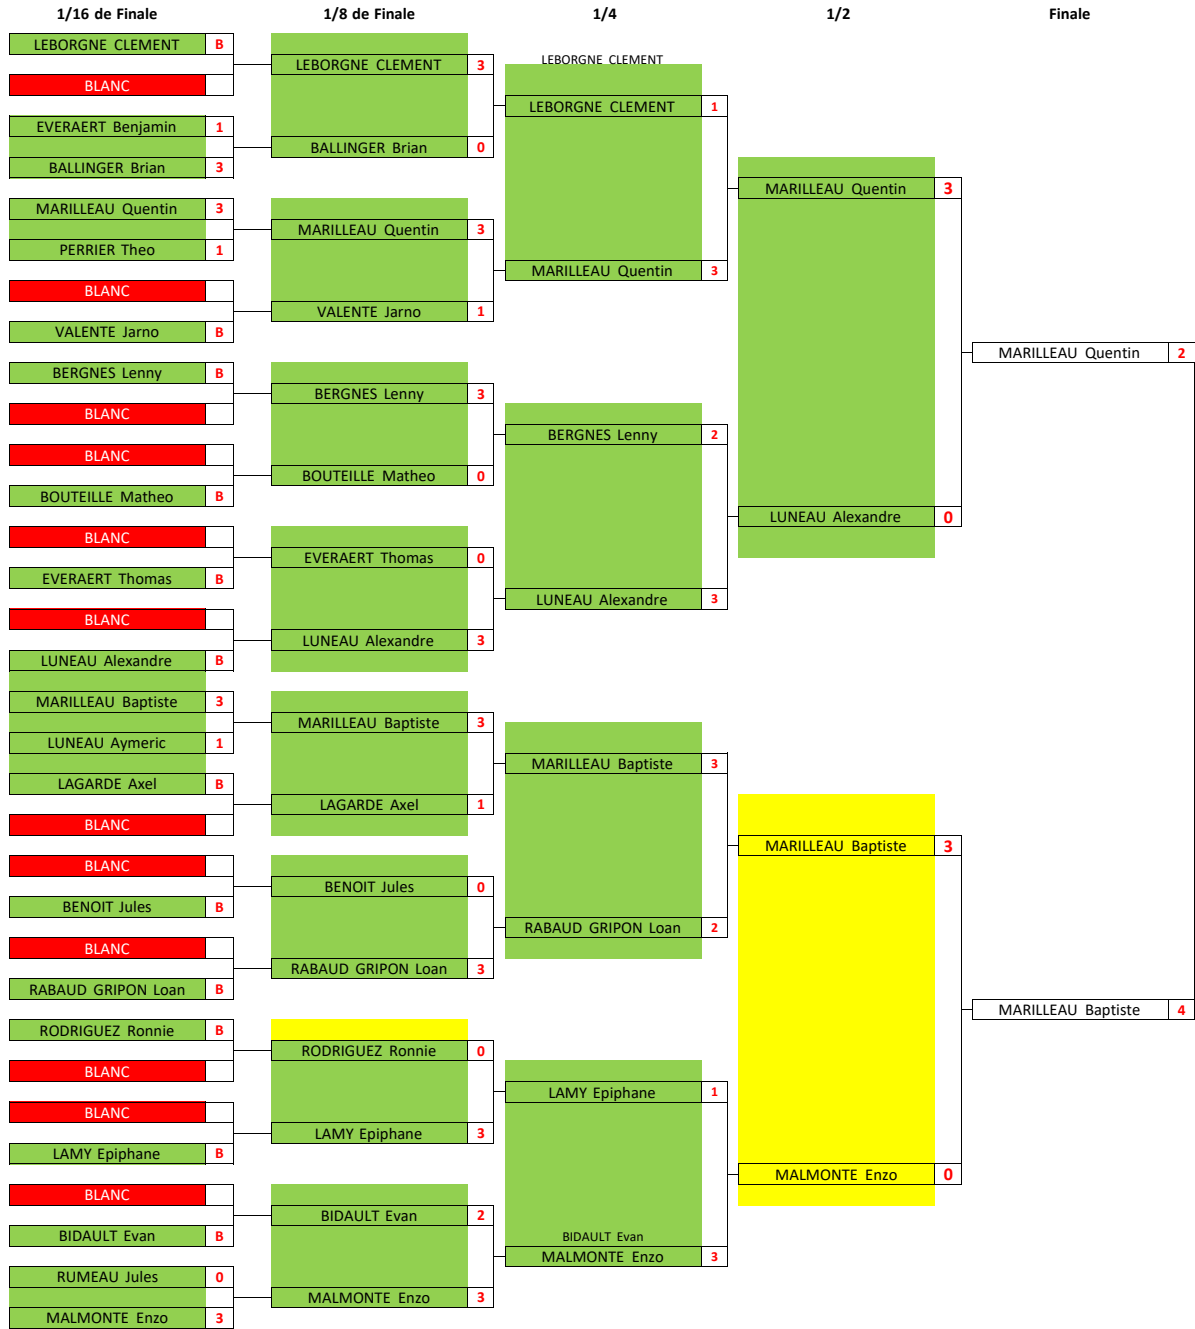 1/16 de Finale 1/8 de Finale 1/4 1/2 Finale
LEBORGNE CLEMENT B
BLANC
EVERAERT Benjamin 1
BALLINGER Brian 3
MARILLEAU Quentin 3
PERRIER Theo 1
BLANC
VALENTE Jarno B
BERGNES Lenny B
BLANC
BLANC
BOUTEILLE Matheo B
BLANC
EVERAERT Thomas B
BLANC
LUNEAU Alexandre B
MARILLEAU Baptiste 3
LUNEAU Aymeric 1
LAGARDE Axel B
BLANC
BLANC
BENOIT Jules B
BLANC
RABAUD GRIPON Loan B
RODRIGUEZ Ronnie B
BLANC
BLANC
LAMY Epiphane B
BLANC
BIDAULT Evan B
RUMEAU Jules 0
MALMONTE Enzo 3
LEBORGNE CLEMENT 3
BALLINGER Brian 0
MARILLEAU Quentin 3
VALENTE Jarno 1
BERGNES Lenny 3
BOUTEILLE Matheo 0
EVERAERT Thomas 0
LUNEAU Alexandre 3
MARILLEAU Baptiste 3
LAGARDE Axel 1
BENOIT Jules 0
RABAUD GRIPON Loan 3
RODRIGUEZ Ronnie 0
LAMY Epiphane 3
BIDAULT Evan 2
MALMONTE Enzo 3
LEBORGNE CLEMENT
LEBORGNE CLEMENT 1
MARILLEAU Quentin 3
BERGNES Lenny 2
LUNEAU Alexandre 3
MARILLEAU Baptiste 3
RABAUD GRIPON Loan 2
LAMY Epiphane 1
BIDAULT Evan
MALMONTE Enzo 3
MARILLEAU Quentin 3
LUNEAU Alexandre 0
MARILLEAU Baptiste 3
MALMONTE Enzo 0
MARILLEAU Quentin 2
MARILLEAU Baptiste 4